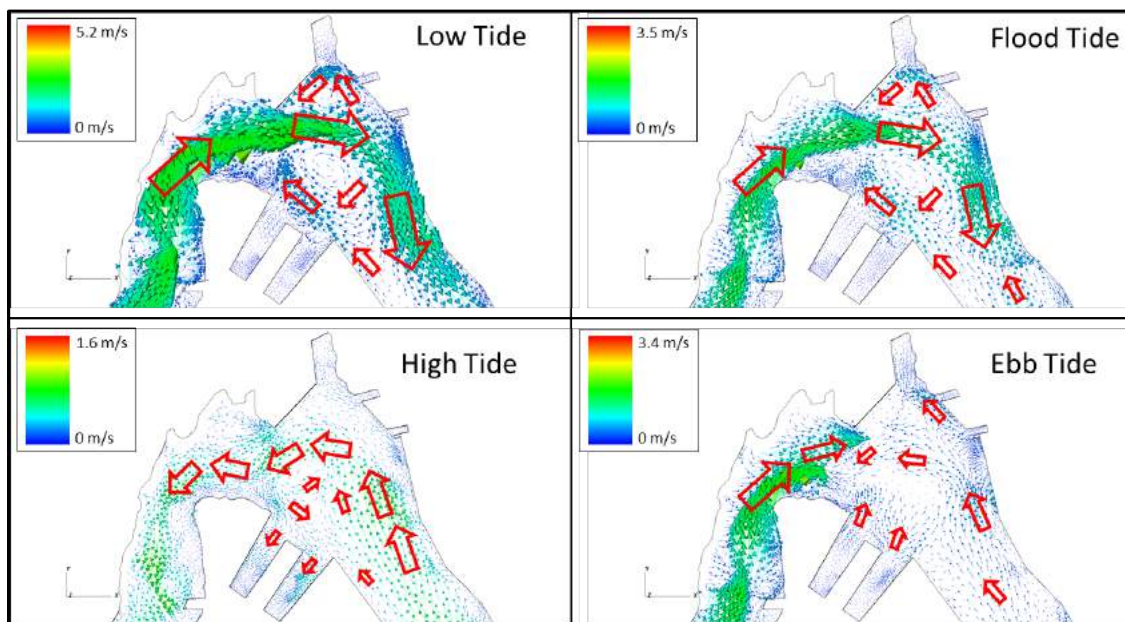 5.2 m/s
0 m/s
Low Tide
3.5 m/s
0 m/s
Flood Tide
1.6 m/s
0 m/s
High Tide
3.4 m/s
0 m/s
Ebb Tide